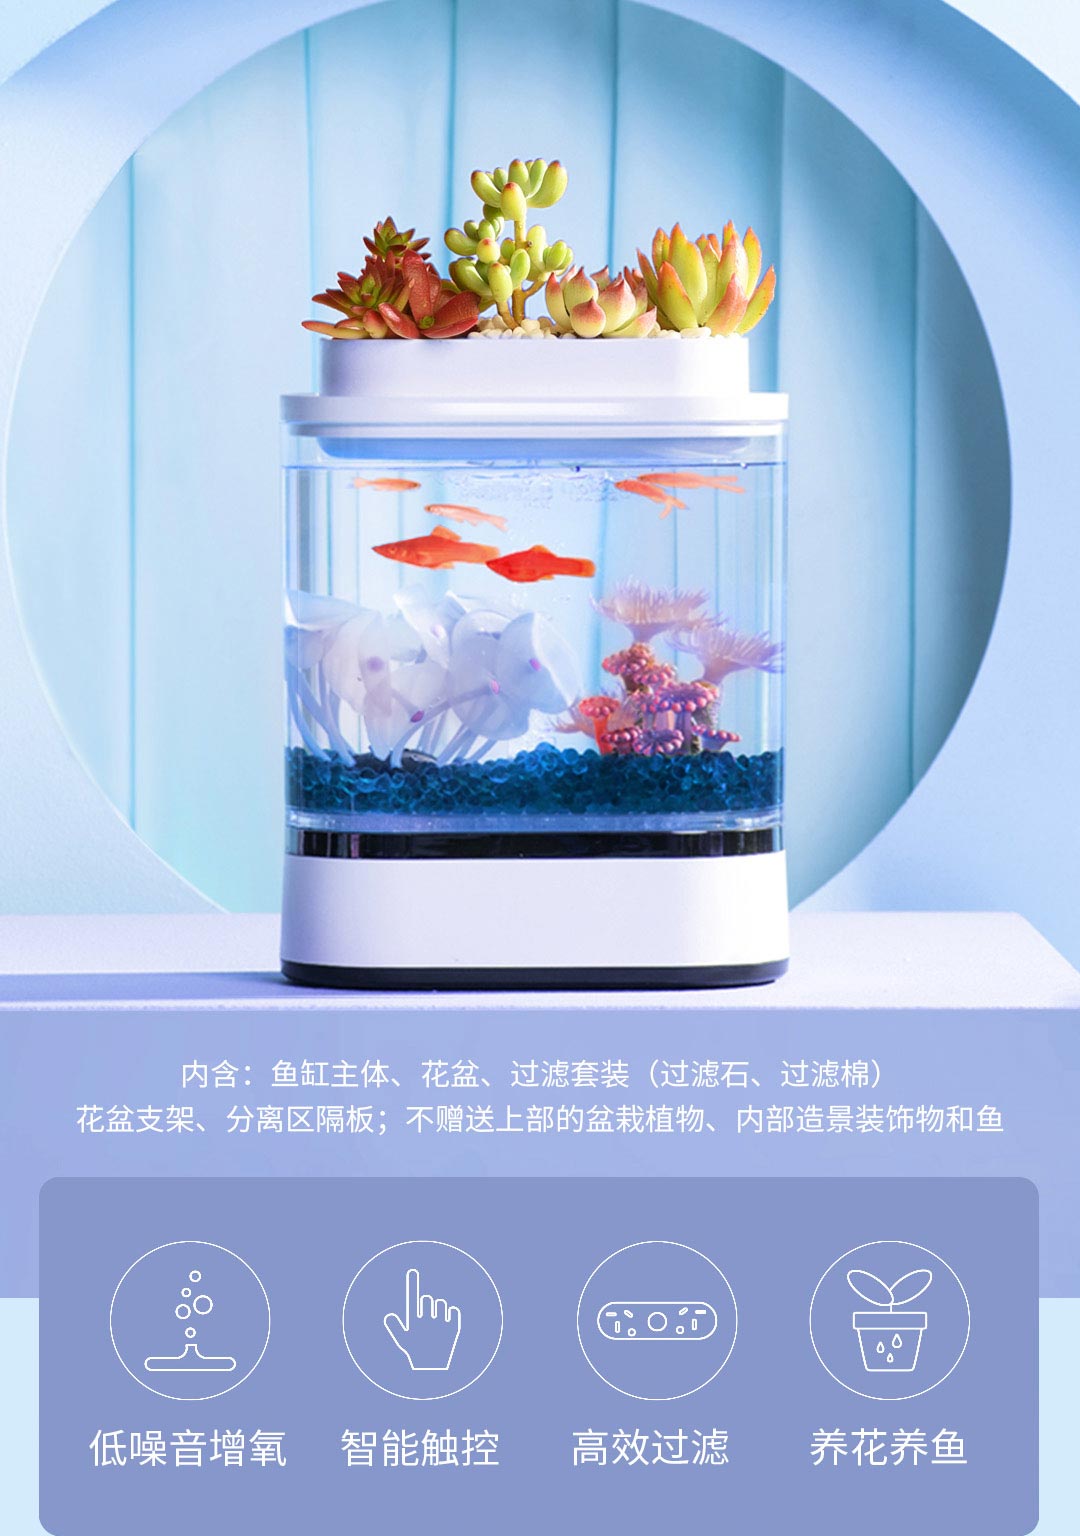 内含：鱼缸主体、花盆、过滤套装（过滤石、过滤棉）
花盆支架、分离区隔板；不赠送上部的盆栽植物、内部造景装饰物和鱼
低噪音增氧
智能触控
高效过滤
养花养鱼